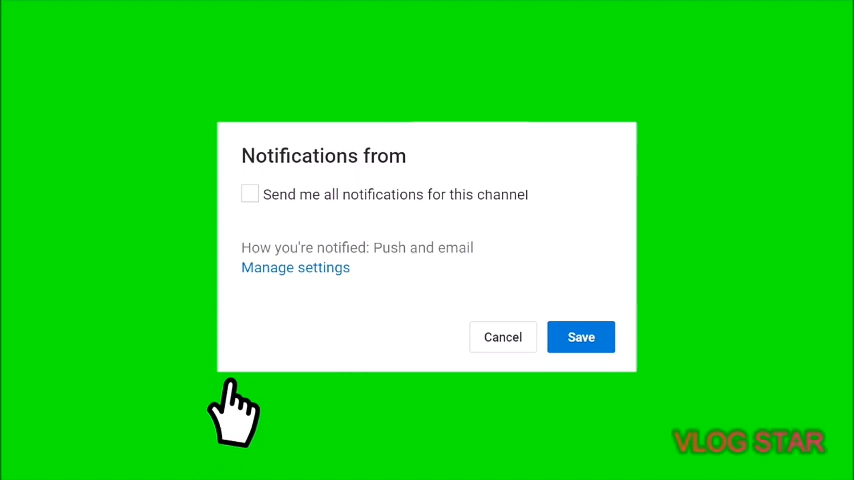 Notifications from
Send me all notifications for this channel
How you're notified: Push and email
Manage settings
Cancel
Save
VLOG STAR